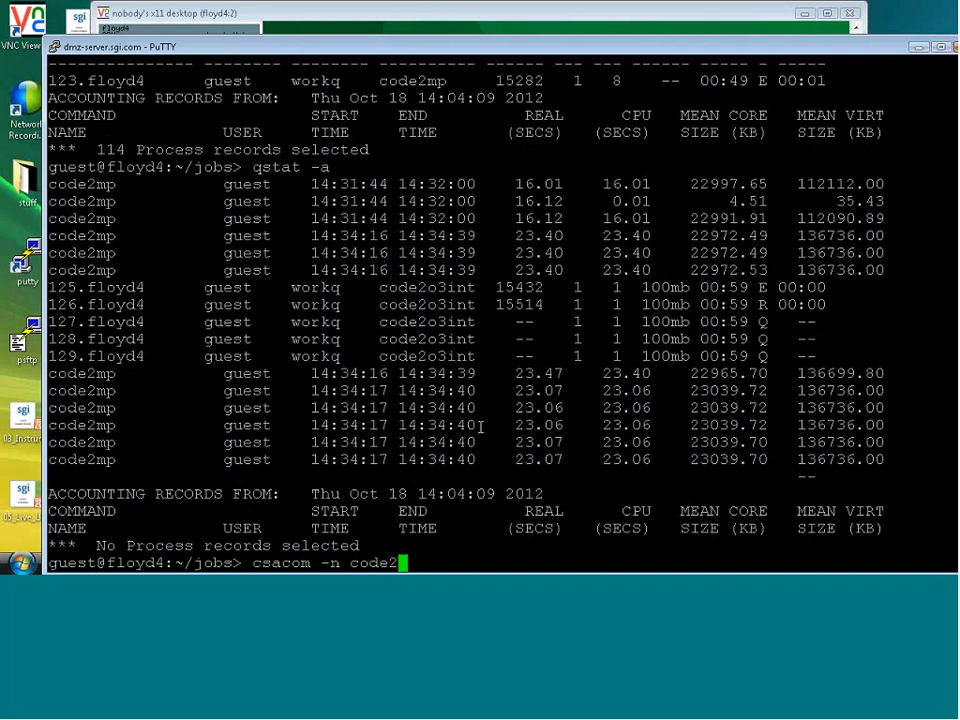 nobody's x11 desktop (floyd4:2)
sgi
VNC View
dmz-server.sgi.com - PuTTY
--------------- -------- -------- ---------- ------ --- --- ------ ----- - -----
123.floyd4 guest workq code2mp 15282 1 8 -- 00:49 E 00:01
ACCOUNTING RECORDS FROM: Thu Oct 18 14:04:09 2012
COMMAND START END REAL CPU MEAN CORE MEAN VIRT
NAME USER TIME TIME (SECS) (SECS) SIZE (KB) SIZE (KB)
*** 114 Process records selected
guest@floyd4:~/jobs> qstat -a
code2mp guest 14:31:44 14:32:00 16.01 16.01 22997.65 112112.00
code2mp guest 14:31:44 14:32:00 16.12 0.01 4.51 35.43
code2mp guest 14:31:44 14:32:00 16.12 16.01 22991.91 112090.89
code2mp guest 14:34:16 14:34:39 23.40 23.40 22972.49 136736.00
code2mp guest 14:34:16 14:34:39 23.40 23.40 22972.49 136736.00
code2mp guest 14:34:16 14:34:39 23.40 23.40 22972.53 136736.00
125.floyd4 guest workq code2o3int 15432 1 1 100mb 00:59 E 00:00
126.floyd4 guest workq code2o3int 15514 1 1 100mb 00:59 R 00:00
127.floyd4 guest workq code2o3int -- 1 1 100mb 00:59 Q --
128.floyd4 guest workq code2o3int -- 1 1 100mb 00:59 Q --
129.floyd4 guest workq code2o3int -- 1 1 100mb 00:59 Q --
code2mp guest 14:34:16 14:34:39 23.47 23.40 22965.70 136699.80
code2mp guest 14:34:17 14:34:40 23.07 23.06 23039.72 136736.00
code2mp guest 14:34:17 14:34:40 23.06 23.06 23039.72 136736.00
code2mp guest 14:34:17 14:34:40 23.06 23.06 23039.72 136736.00
code2mp guest 14:34:17 14:34:40 23.07 23.06 23039.70 136736.00
code2mp guest 14:34:17 14:34:40 23.07 23.06 23039.70 136736.00
--
ACCOUNTING RECORDS FROM: Thu Oct 18 14:04:09 2012
COMMAND START END REAL CPU MEAN CORE MEAN VIRT
NAME USER TIME TIME (SECS) (SECS) SIZE (KB) SIZE (KB)
*** No Process records selected
guest@floyd4:~/jobs> csacom -n code2
Network
Recordi..
stuff
putty
psftp
sgi
03_Instrun
sgi
05_Live_L